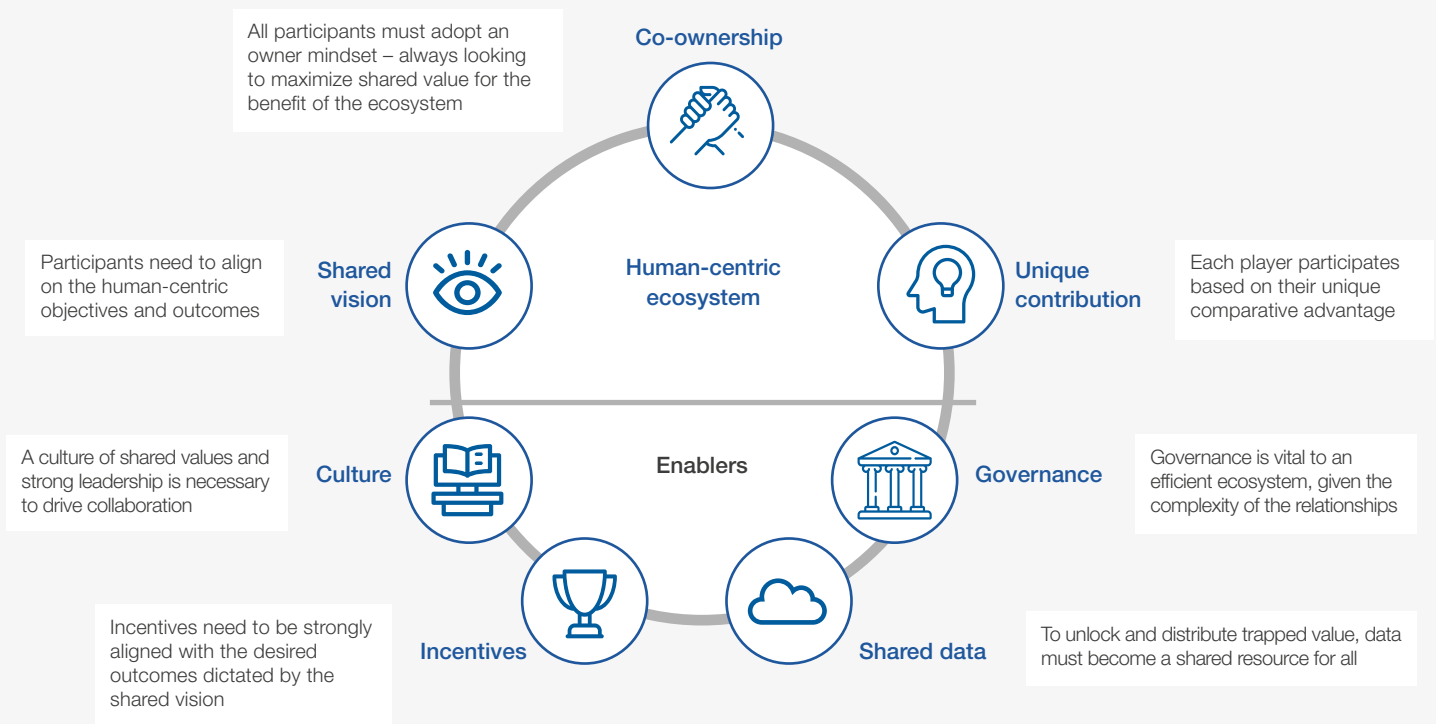 All participants must adopt an
owner mindset – always looking
to maximize shared value for the
benefit of the ecosystem
Co-ownership
Participants need to align
on the human-centric
objectives and outcomes
Shared
vision
Human-centric
ecosystem
Unique
contribution
Each player participates
based on their unique
comparative advantage
A culture of shared values and
strong leadership is necessary
to drive collaboration
Culture
Enablers
Governance
Governance is vital to an
efficient ecosystem, given the
complexity of the relationships
Incentives need to be strongly
aligned with the desired
outcomes dictated by the
shared vision
Incentives
Shared data
To unlock and distribute trapped value, data
must become a shared resource for all